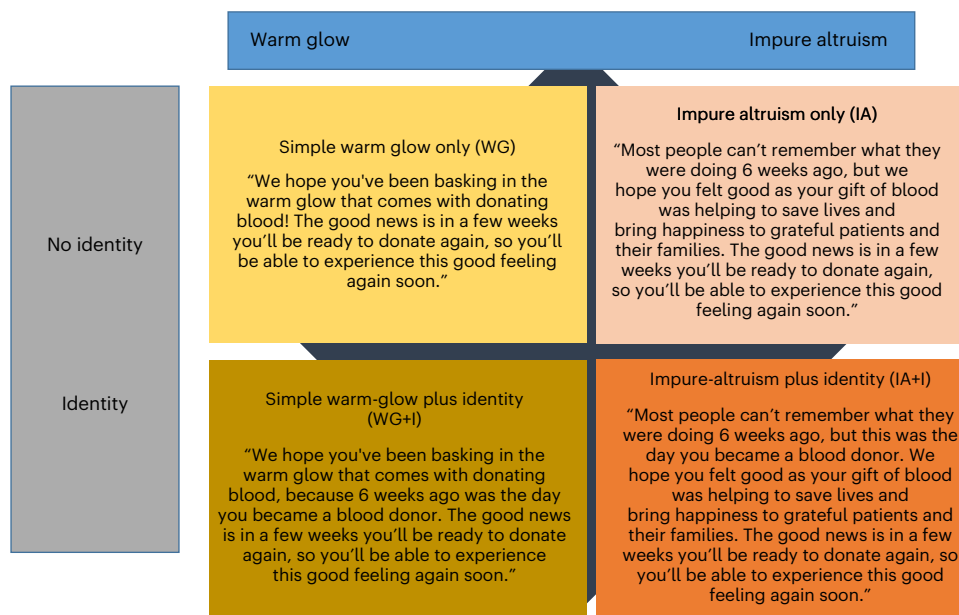 Warm glow
Impure altruism
No identity
Identity
Simple warm glow only (WG)
“We hope you've been basking in the
warm glow that comes with donating
blood! The good news is in a few weeks
you’ll be ready to donate again, so you’ll
be able to experience this good feeling
again soon.”
Impure altruism only (IA)
“Most people can’t remember what they
were doing 6 weeks ago, but we
hope you felt good as your gift of blood
was helping to save lives and
bring happiness to grateful patients and
their families. The good news is in a few
weeks you’ll be ready to donate again,
so you’ll be able to experience this good
feeling again soon.”
Simple warm-glow plus identity
(WG+I)
“We hope you've been basking in the
warm glow that comes with donating
blood, because 6 weeks ago was the day
you became a blood donor. The good news
is in a few weeks you’ll be ready to donate
again, so you’ll be able to experience
this good feeling again soon.”
Impure-altruism plus identity (IA+I)
“Most people can’t remember what they
were doing 6 weeks ago, but this was the
day you became a blood donor. We
hope you felt good as your gift of blood
was helping to save lives and
bring happiness to grateful patients and
their families. The good news is in a few
weeks you’ll be ready to donate again, so
you’ll be able to experience this good
feeling again soon.”